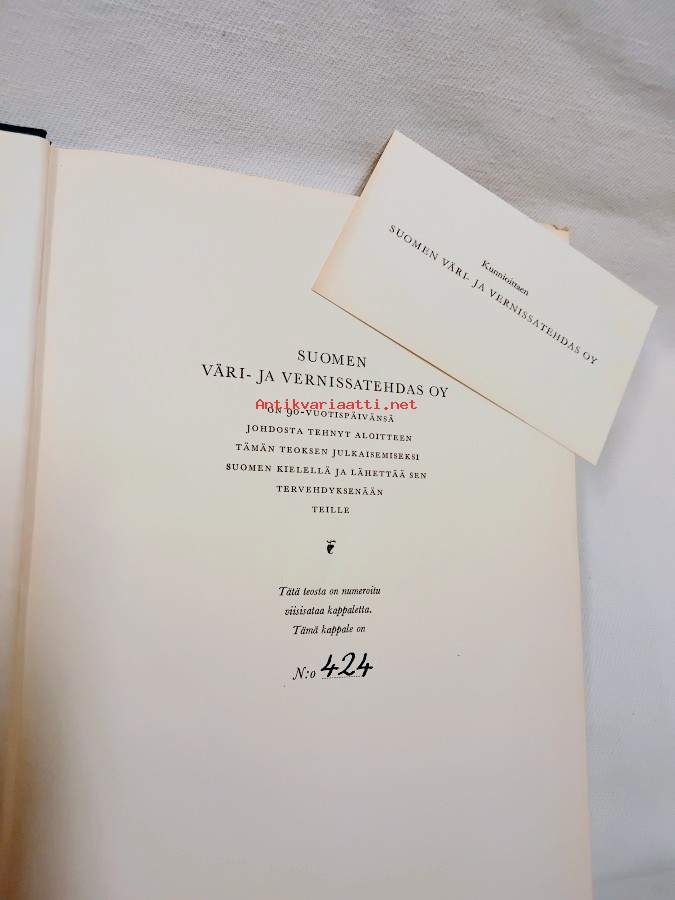 Kunnioittaen
SUOMEN VÄRI- JA VERNISSATEHDAS OY
SUOMEN
VÄRI- JA VERNISSATEHDAS OY
Antikvariaatti.net
ON 90-VUOTISPÄIVÄNSÄ
JOHDOSTA TEHNYT ALOITTEEN
TÄMÄN TEOKSEN JULKAISEMISEKSI
SUOMEN KIELELLÄ JA LÄHETTÄÄ SEN
TERVEHDYKSENÄÄN
TEILLE
Tätä teosta on numeroitu
viisisataa kappaletta.
Tämä kappale on
N:o 424